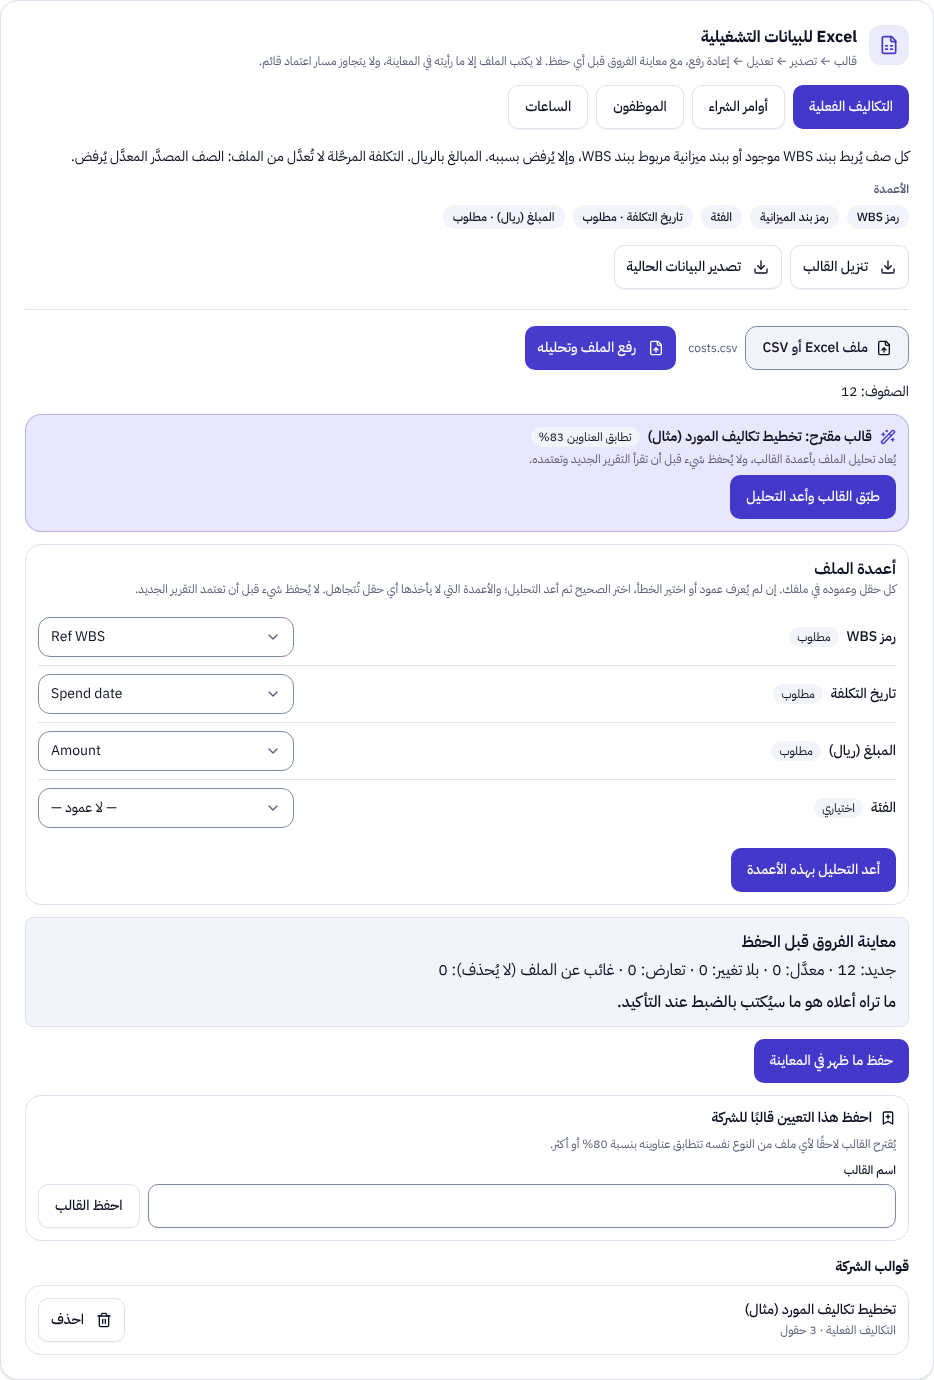 Excel للبيانات التشغيلية
قالب ← تصدير ← تعديل ← إعادة رفع، مع معاينة الفروق قبل أي حفظ. لا يكتب الملف إلا ما رأيته في المعاينة، ولا يتجاوز مسار اعتماد قائم.
التكاليف الفعلية
أوامر الشراء
الموظفون
الساعات
كل صف يُربط ببند WBS موجود أو ببند ميزانية مربوط ببند WBS، وإلا يُرفض بسببه. المبالغ بالريال. التكلفة المرحَّلة لا تُعدَّل من الملف: الصف المصدَّر المعدَّل يُرفض.
الأعمدة
رمز WBS
رمز بند الميزانية
الفئة
تاريخ التكلفة · مطلوب
المبلغ (ريال) · مطلوب
تنزيل القالب
تصدير البيانات الحالية
ملف Excel أو CSV
costs.csv
رفع الملف وتحليله
الصفوف: 12
قالب مقترح: تخطيط تكاليف المورد (مثال)
تطابق العناوين 83%
يُعاد تحليل الملف بأعمدة القالب، ولا يُحفظ شيء قبل أن تقرأ التقرير الجديد وتعتمده.
طبّق القالب وأعد التحليل
أعمدة الملف
كل حقل وعموده في ملفك. إن لم يُعرف عمود أو اختير الخطأ، اختر الصحيح ثم أعد التحليل؛ والأعمدة التي لا يأخذها أي حقل تُتجاهل. لا يُحفظ شيء قبل أن تعتمد التقرير الجديد.
رمز WBS مطلوب
Ref WBS
تاريخ التكلفة مطلوب
Spend date
المبلغ (ريال) مطلوب
Amount
الفئة اختياري
— لا عمود —
أعد التحليل بهذه الأعمدة
معاينة الفروق قبل الحفظ
جديد: 12 · معدَّل: 0 · بلا تغيير: 0 · تعارض: 0 · غائب عن الملف (لا يُحذف): 0
ما تراه أعلاه هو ما سيُكتب بالضبط عند التأكيد.
حفظ ما ظهر في المعاينة
احفظ هذا التعيين قالبًا للشركة
يُقترح القالب لاحقًا لأي ملف من النوع نفسه تتطابق عناوينه بنسبة 80% أو أكثر.
اسم القالب
احفظ القالب
قوالب الشركة
تخطيط تكاليف المورد (مثال)
التكاليف الفعلية · 3 حقول
احذف